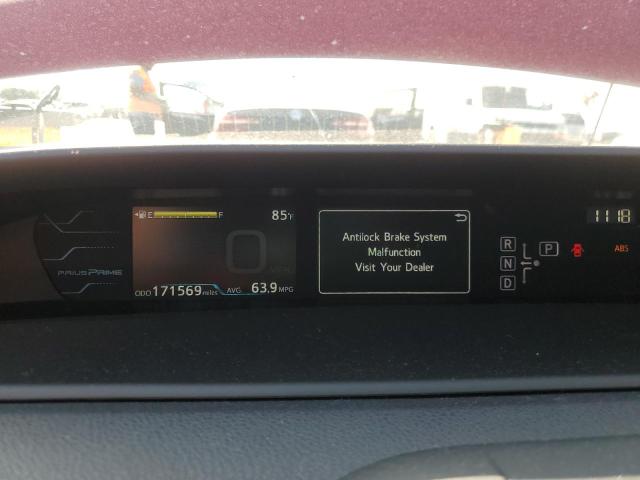 E F 85°F
11:18
Antilock Brake System
Malfunction
Visit Your Dealer
R
N
P
D
ABS
PRIUS PRIME
0
ODO 171569 miles AVG. 63.9 MPG